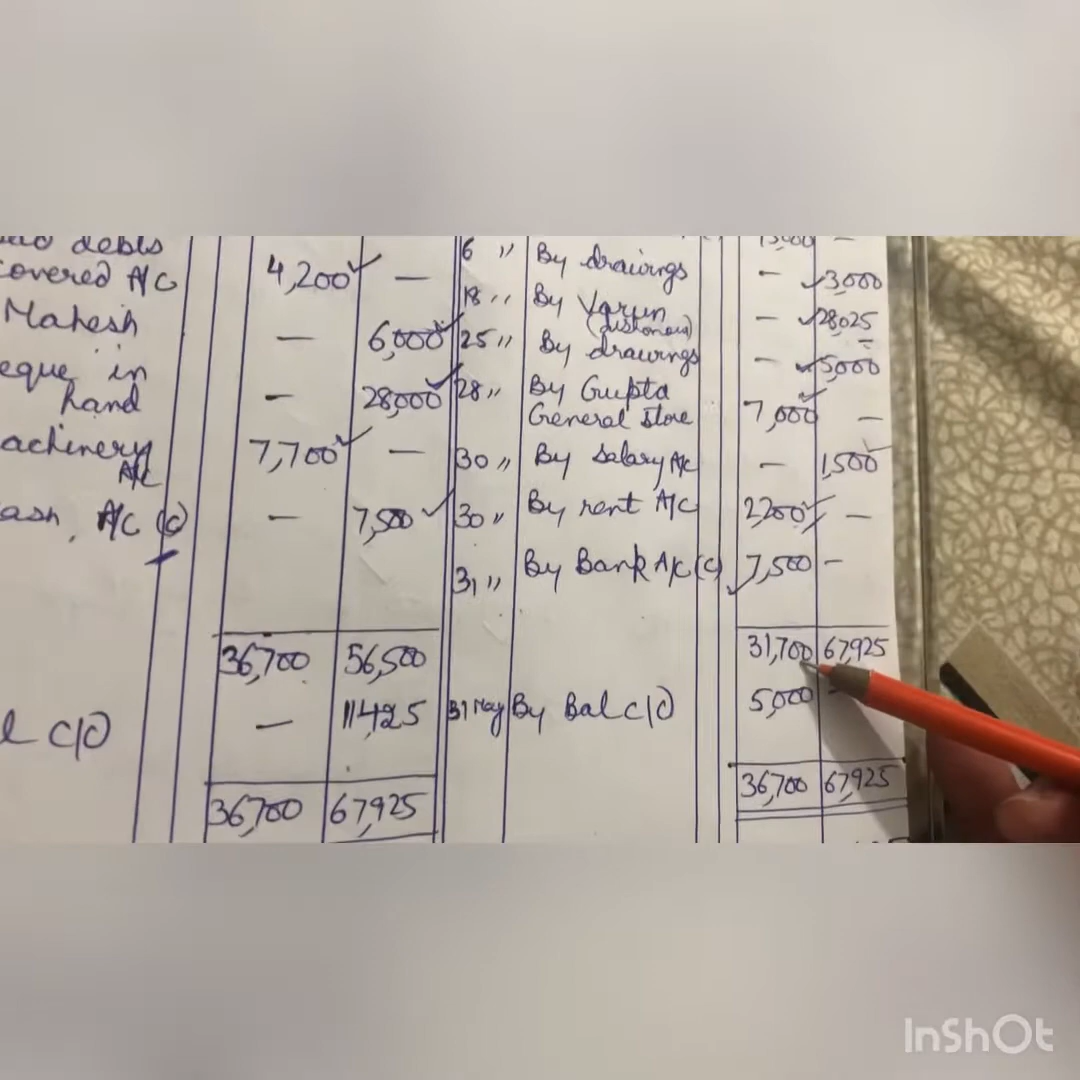 debts 6 " By drawings 15,000 —
covered A/C 4,200 — — 3,000
18 " By Varun — 28,025
Mahesh — 6,000 (dishonour)
25 " By drawings — 5,000
eque in
hand — 28,000 28 " By Gupta
General Store 7,000 —
achinery 7,700 — 30 " By Salary A/c — 1,500
A/C
ash A/C (c) — 7,500 30 " By rent A/C 2200 —
31 " By Bank A/C (C) 7,500 —
36,700 56,500 31,700 67,925
l c/d — 11,425 31 May By Bal c/d 5,000 —
36,700 67,925 36,700 67,925
InShOt